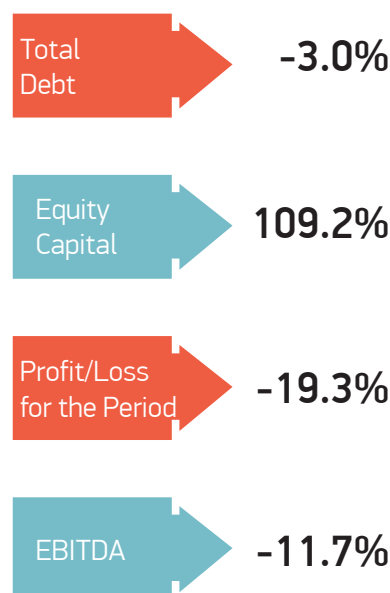 Total
Debt
-3.0%
Equity
Capital
109.2%
Profit/Loss
for the Period
-19.3%
EBITDA
-11.7%